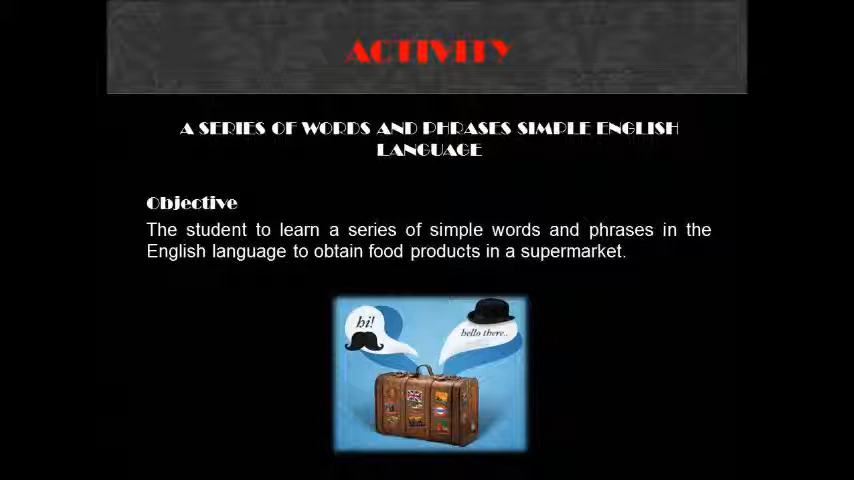 ACTIVITY
A SERIES OF WORDS AND PHRASES SIMPLE ENGLISH
LANGUAGE
Objective
The student to learn a series of simple words and phrases in the
English language to obtain food products in a supermarket.
hi!
hello there..